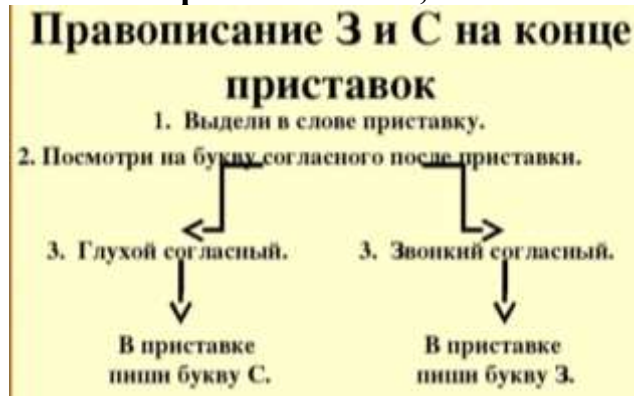 Правописание З и С на конце
приставок
1. Выдели в слове приставку.
2. Посмотри на букву согласного после приставки.
3. Глухой согласный.
3. Звонкий согласный.
В приставке
пиши букву С.
В приставке
пиши букву З.